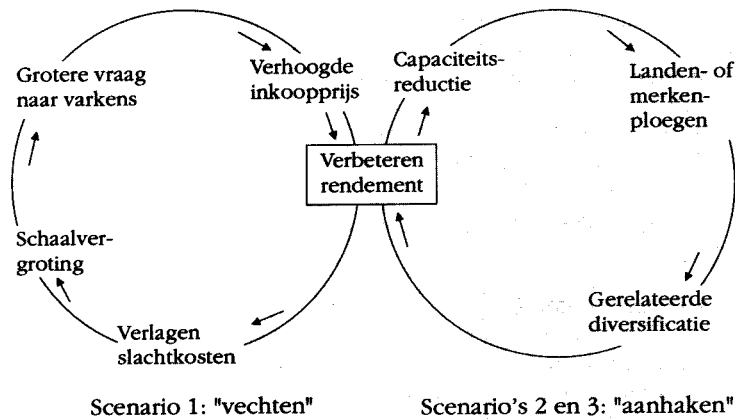 Grotere vraag
naar varkens
Verhoogde
inkoopprijs
Capaciteits-
reductie
Landen- of
merken-
ploegen
Verbeteren
rendement
Schaalver-
groting
Verlagen
slachtkosten
Gerelateerde
diversificatie
Scenario 1: "vechten"
Scenario's 2 en 3: "aanhaken"